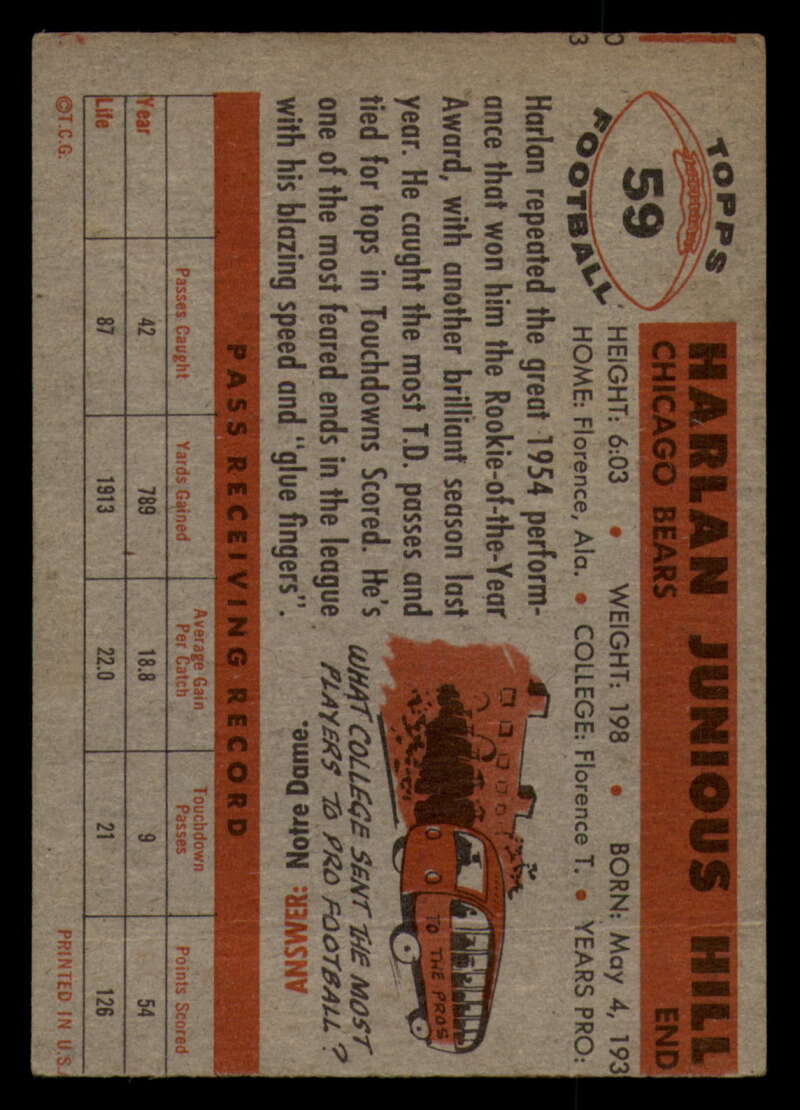 TOPPS
59
FOOTBALL
HARLAN JUNIOUS HILL
CHICAGO BEARS END
HEIGHT: 6:03 • WEIGHT: 198 • BORN: May 4, 193
HOME: Florence, Ala. • COLLEGE: Florence T. • YEARS PRO:
0
3
Harlan repeated the great 1954 perform-
ance that won him the Rookie-of-the-Year
Award, with another brilliant season last
year. He caught the most T.D. passes and
tied for tops in Touchdowns Scored. He's
one of the most feared ends in the league
with his blazing speed and "glue fingers".
TO THE PROS
WHAT COLLEGE SENT THE MOST
PLAYERS TO PRO FOOTBALL?
ANSWER: Notre Dame.
PASS RECEIVING RECORD
Passes Caught Yards Gained Average Gain Per Catch Touchdown Passes Points Scored
Year 42 789 18.8 9 54
Life 87 1913 22.0 21 126
©T.C.G. PRINTED IN U.S.A